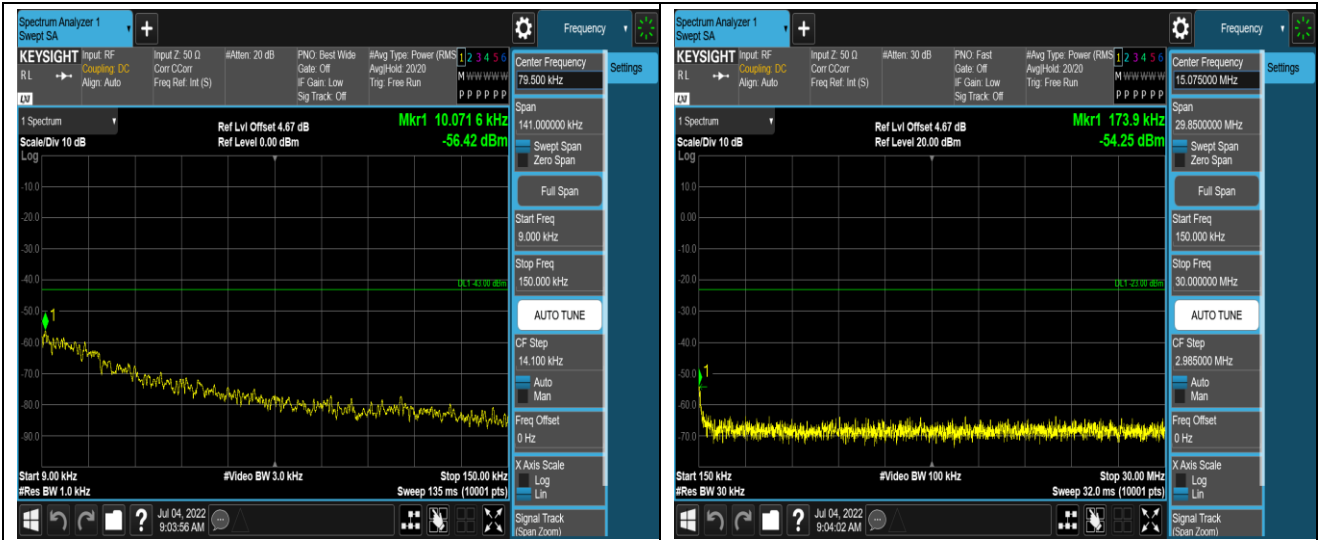 Spectrum Analyzer 1
Swept SA
Frequency
KEYSIGHT
Input: RF
Coupling: DC
Align: Auto
Input Z: 50 Ω
Corr CCorr
Freq Ref: Int (S)
#Atten: 20 dB
PNO: Best Wide
Gate: Off
IF Gain: Low
Sig Track: Off
#Avg Type: Power (RMS
Avg|Hold: 20/20
Trig: Free Run
1 2 3 4 5 6
M W W W W W
P P P P P P
RL
LXI
Center Frequency
79.500 kHz
Settings
Span
141.000000 kHz
Swept Span
Zero Span
Full Span
Start Freq
9.000 kHz
Stop Freq
150.000 kHz
AUTO TUNE
CF Step
14.100 kHz
Auto
Man
Freq Offset
0 Hz
X Axis Scale
Log
Lin
Signal Track
(Span Zoom)
1 Spectrum
Scale/Div 10 dB
Log
Ref Lvl Offset 4.67 dB
Ref Level 0.00 dBm
Mkr1 10.071 6 kHz
-56.42 dBm
-10.0
-20.0
-30.0
-40.0
-50.0
-60.0
-70.0
-80.0
-90.0
DL1 -43.00 dBm
1
Start 9.00 kHz
#Res BW 1.0 kHz
#Video BW 3.0 kHz
Stop 150.00 kHz
Sweep 135 ms (10001 pts)
?
Jul 04, 2022
9:03:56 AM
Spectrum Analyzer 1
Swept SA
Frequency
KEYSIGHT
Input: RF
Coupling: DC
Align: Auto
Input Z: 50 Ω
Corr CCorr
Freq Ref: Int (S)
#Atten: 30 dB
PNO: Fast
Gate: Off
IF Gain: Low
Sig Track: Off
#Avg Type: Power (RMS
Avg|Hold: 20/20
Trig: Free Run
1 2 3 4 5 6
M W W W W W
P P P P P P
RL
LXI
Center Frequency
15.075000 MHz
Settings
Span
29.8500000 MHz
Swept Span
Zero Span
Full Span
Start Freq
150.000 kHz
Stop Freq
30.000000 MHz
AUTO TUNE
CF Step
2.985000 MHz
Auto
Man
Freq Offset
0 Hz
X Axis Scale
Log
Lin
Signal Track
(Span Zoom)
1 Spectrum
Scale/Div 10 dB
Log
Ref Lvl Offset 4.67 dB
Ref Level 20.00 dBm
Mkr1 173.9 kHz
-54.25 dBm
10.0
0.00
-10.0
-20.0
-30.0
-40.0
-50.0
-60.0
-70.0
DL1 -23.00 dBm
1
Start 150 kHz
#Res BW 30 kHz
#Video BW 100 kHz
Stop 30.00 MHz
Sweep 32.0 ms (10001 pts)
?
Jul 04, 2022
9:04:02 AM